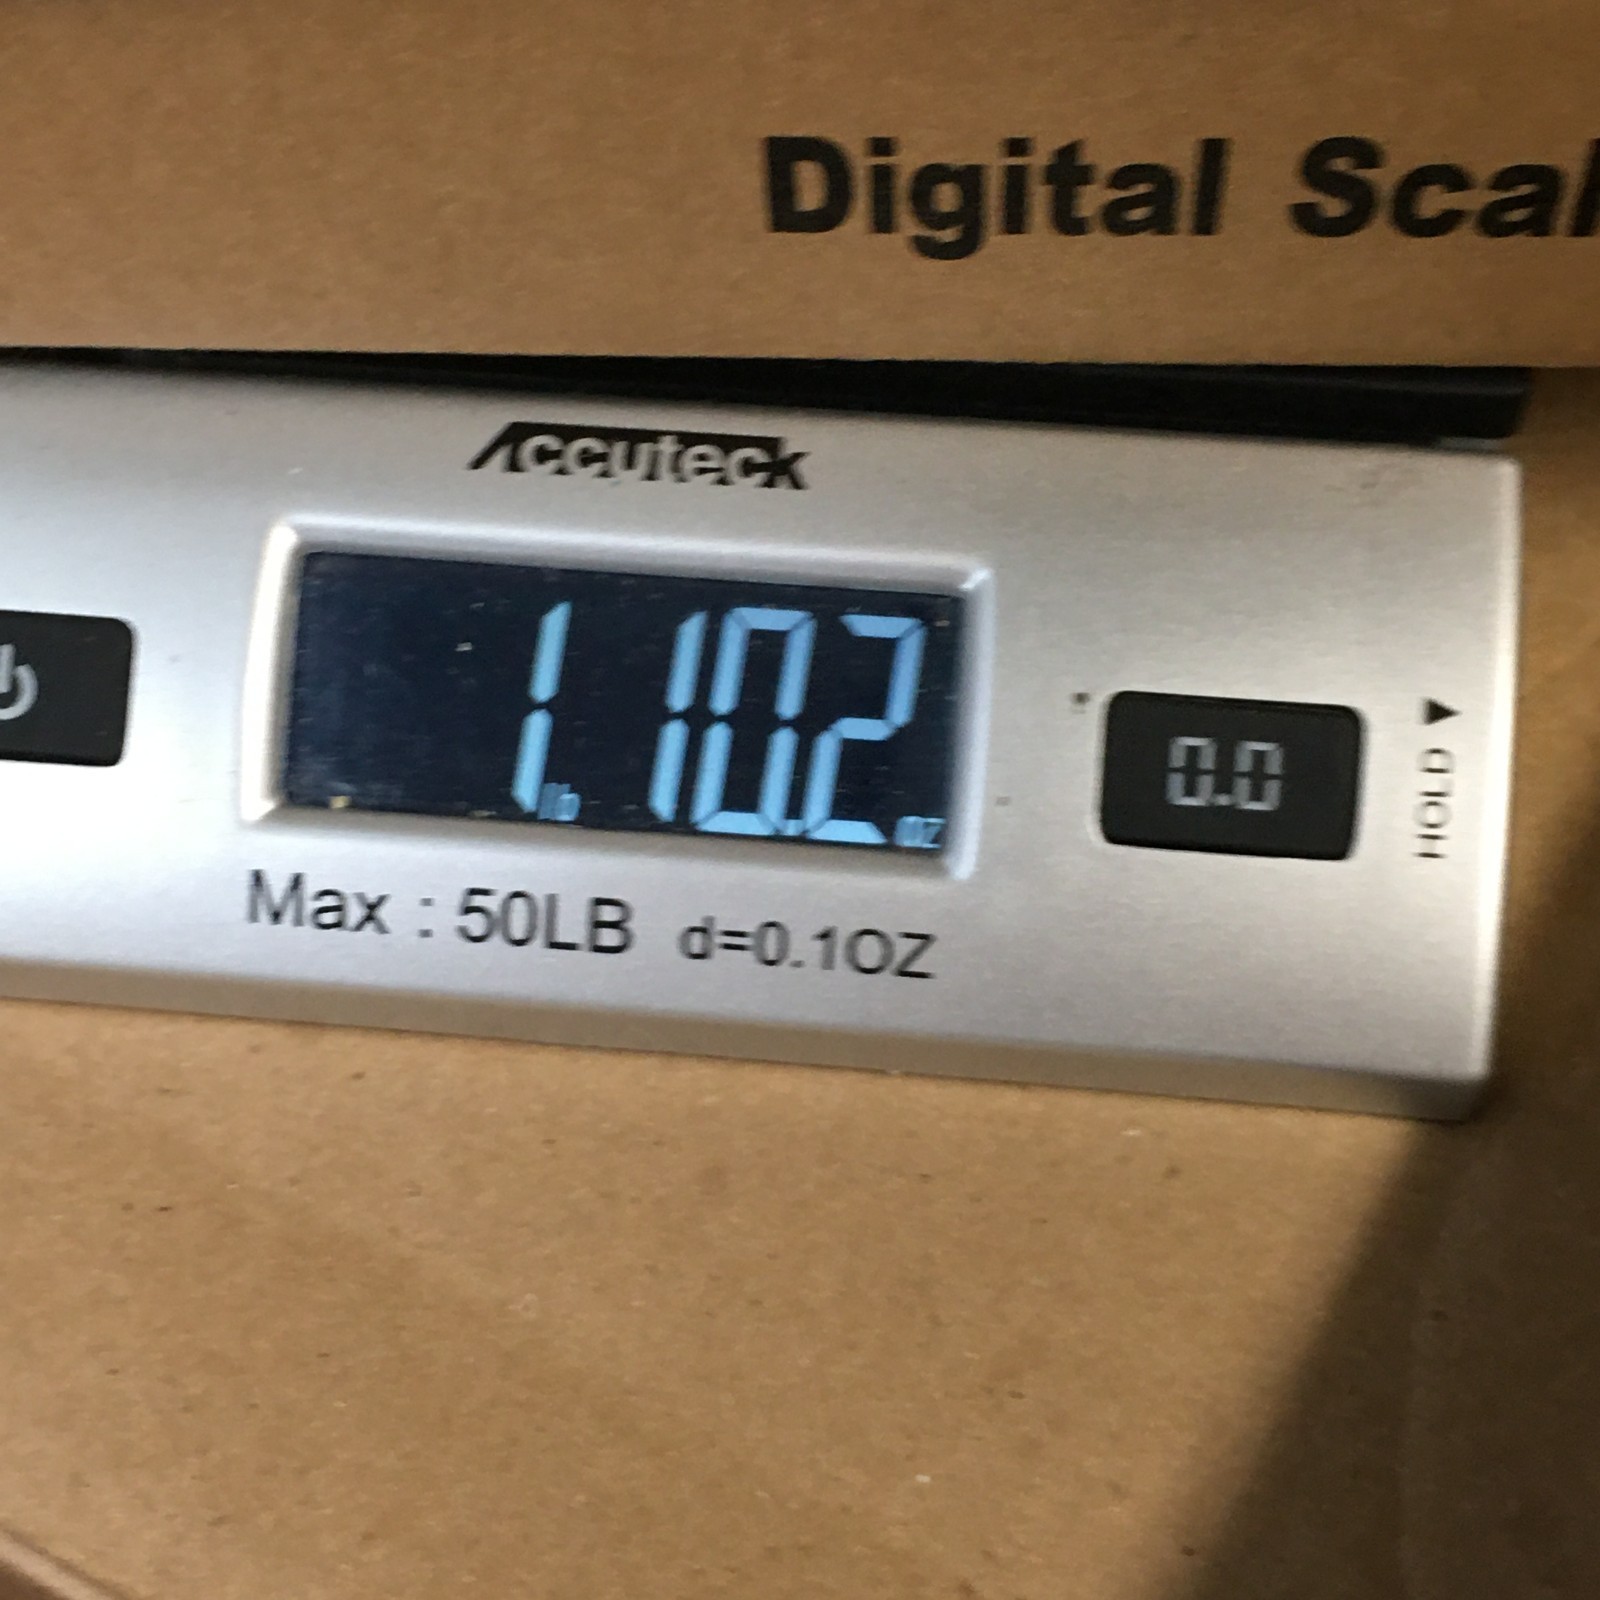 Digital Scal
Accuteck
1 lb 10.2 oz
0.0
HOLD
Max : 50LB d=0.1OZ